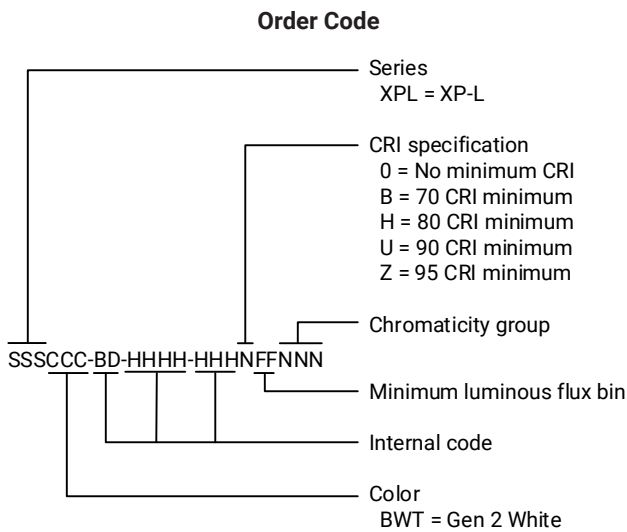 Order Code
Series
XPL = XP-L
CRI specification
0 = No minimum CRI
B = 70 CRI minimum
H = 80 CRI minimum
U = 90 CRI minimum
Z = 95 CRI minimum
Chromaticity group
SSSCCC-BD-HHHH-HHHNFFNNN
Minimum luminous flux bin
Internal code
Color
BWT = Gen 2 White